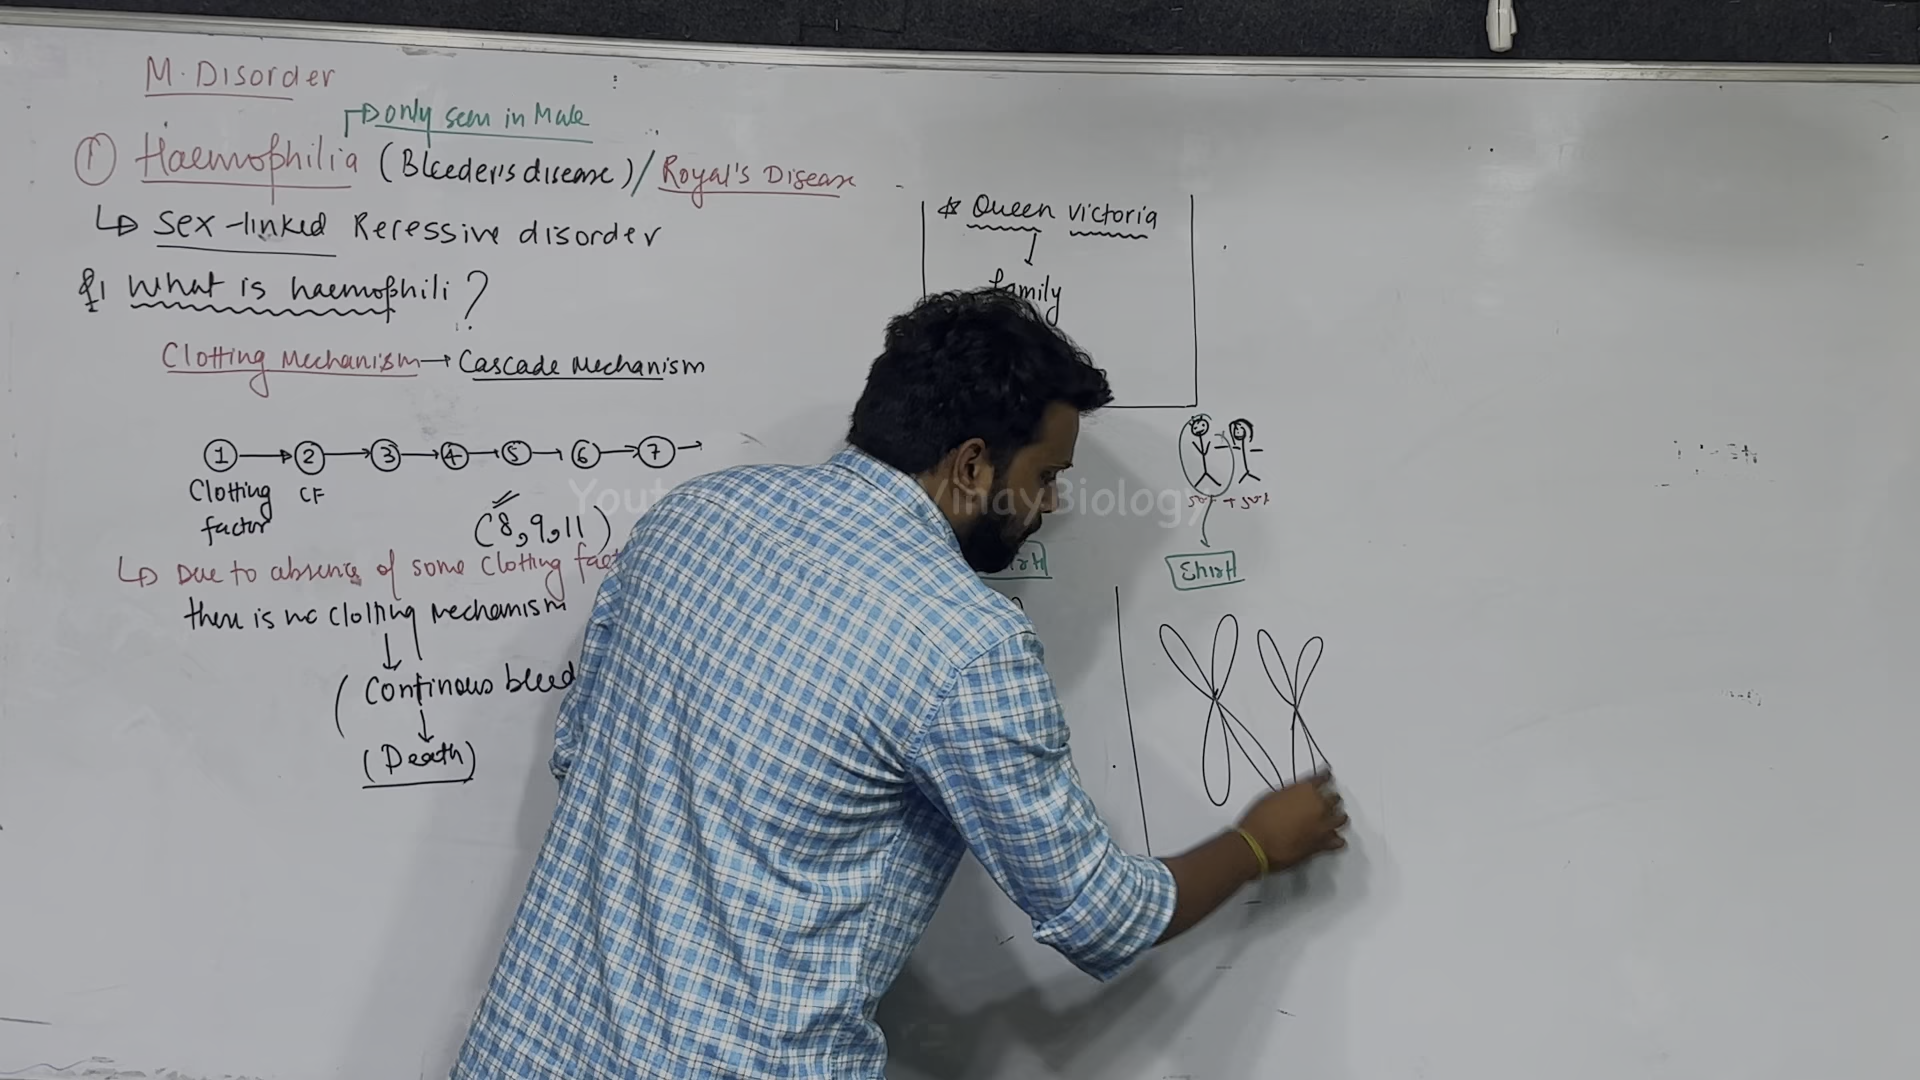 M. Disorder
only seen in Male
1 Haemophilia (Bleeder's disease) / Royal's Disease
Sex-linked Recessive disorder
Q1 What is haemophili ?
Clotting Mechanism → Cascade Mechanism
1 → 2 → 3 → 4 → 5 → 6 → 7 →
Clotting factor CF
(8,9,11)
Due to absence of some Clotting
there is no clotting Mechanism
Continous bleed
(Death)
* Queen victoria
family
50% + 50%